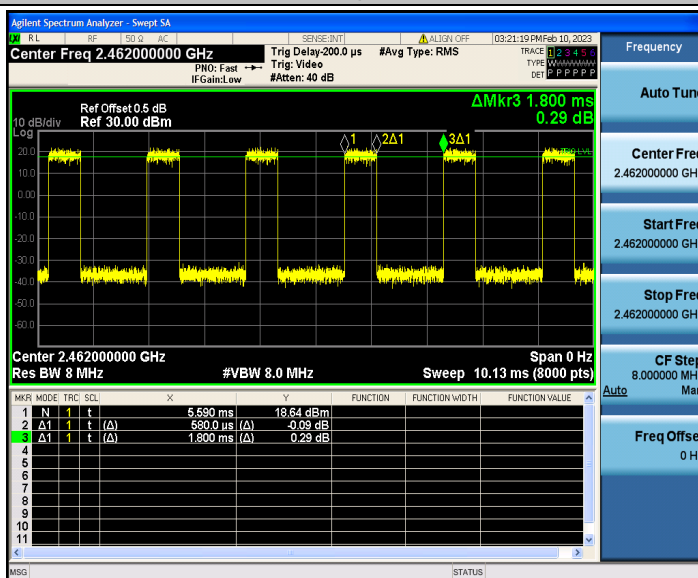 Agilent Spectrum Analyzer - Swept SA
RL RF 50 Ω AC SENSE:INT ALIGN OFF 03:21:19 PM Feb 10, 2023
Center Freq 2.462000000 GHz
Trig Delay-200.0 µs #Avg Type: RMS
TRACE 1 2 3 4 5 6
PNO: Fast Trig: Video
TYPE
IFGain:Low #Atten: 40 dB
DET P P P P P P
ΔMkr3 1.800 ms
0.29 dB
Ref Offset 0.5 dB
10 dB/div Ref 30.00 dBm
Log
1 2Δ1 3Δ1
20.0
10.0
0.00
-10.0
-20.0
-30.0
-40.0
-50.0
-60.0
Center 2.462000000 GHz Span 0 Hz
Res BW 8 MHz #VBW 8.0 MHz Sweep 10.13 ms (8000 pts)
MKR MODE TRC SCL X Y FUNCTION FUNCTION WIDTH FUNCTION VALUE
1 N 1 t 5.590 ms 18.64 dBm
2 Δ1 1 t (Δ) 580.0 µs (Δ) -0.09 dB
3 Δ1 1 t (Δ) 1.800 ms (Δ) 0.29 dB
4
5
6
7
8
9
10
11
MSG STATUS
Frequency
Auto Tun
Center Fre
2.462000000 GH
Start Fre
2.462000000 GH
Stop Fre
2.462000000 GH
CF Step
8.000000 MH
Auto Ma
Freq Offse
0 H